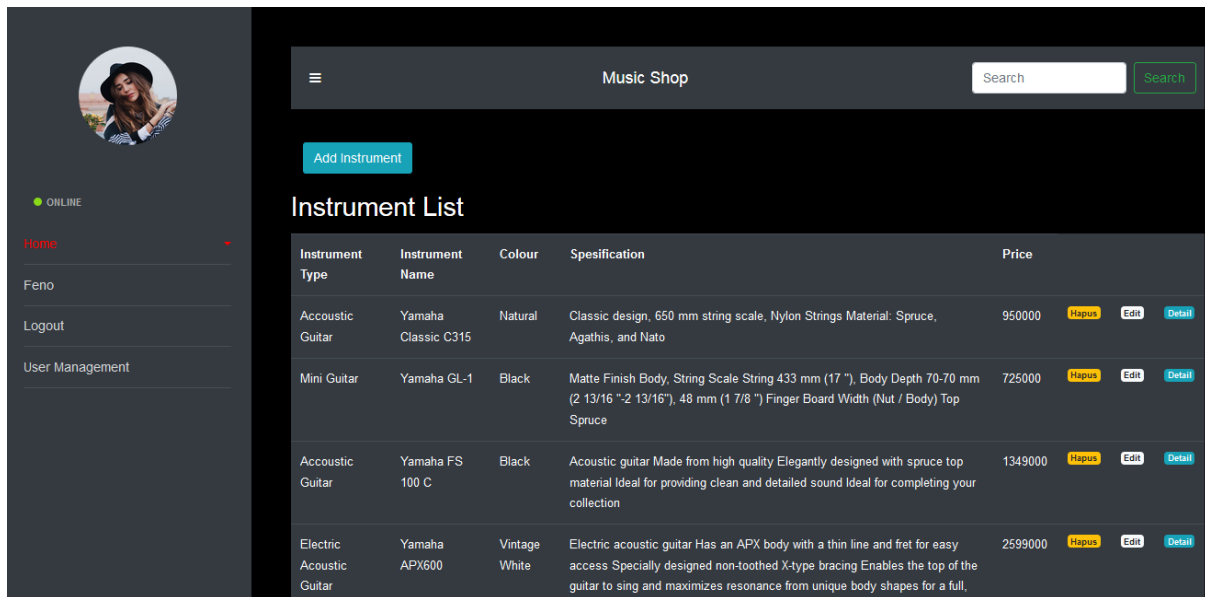 Music Shop
Search
Search
ONLINE
Home
Feno
Logout
User Management
Add Instrument
Instrument List
Instrument
Type
Instrument
Name
Colour
Spesification
Price
Accoustic
Guitar
Yamaha
Classic C315
Natural
Classic design, 650 mm string scale, Nylon Strings Material: Spruce,
Agathis, and Nato
950000
Hapus
Edit
Detail
Mini Guitar
Yamaha GL-1
Black
Matte Finish Body, String Scale String 433 mm (17 "), Body Depth 70-70 mm
(2 13/16 "-2 13/16"), 48 mm (1 7/8 ") Finger Board Width (Nut / Body) Top
Spruce
725000
Hapus
Edit
Detail
Accoustic
Guitar
Yamaha FS
100 C
Black
Acoustic guitar Made from high quality Elegantly designed with spruce top
material Ideal for providing clean and detailed sound Ideal for completing your
collection
1349000
Hapus
Edit
Detail
Electric
Acoustic
Guitar
Yamaha
APX600
Vintage
White
Electric acoustic guitar Has an APX body with a thin line and fret for easy
access Specially designed non-toothed X-type bracing Enables the top of the
guitar to sing and maximizes resonance from unique body shapes for a full,
2599000
Hapus
Edit
Detail